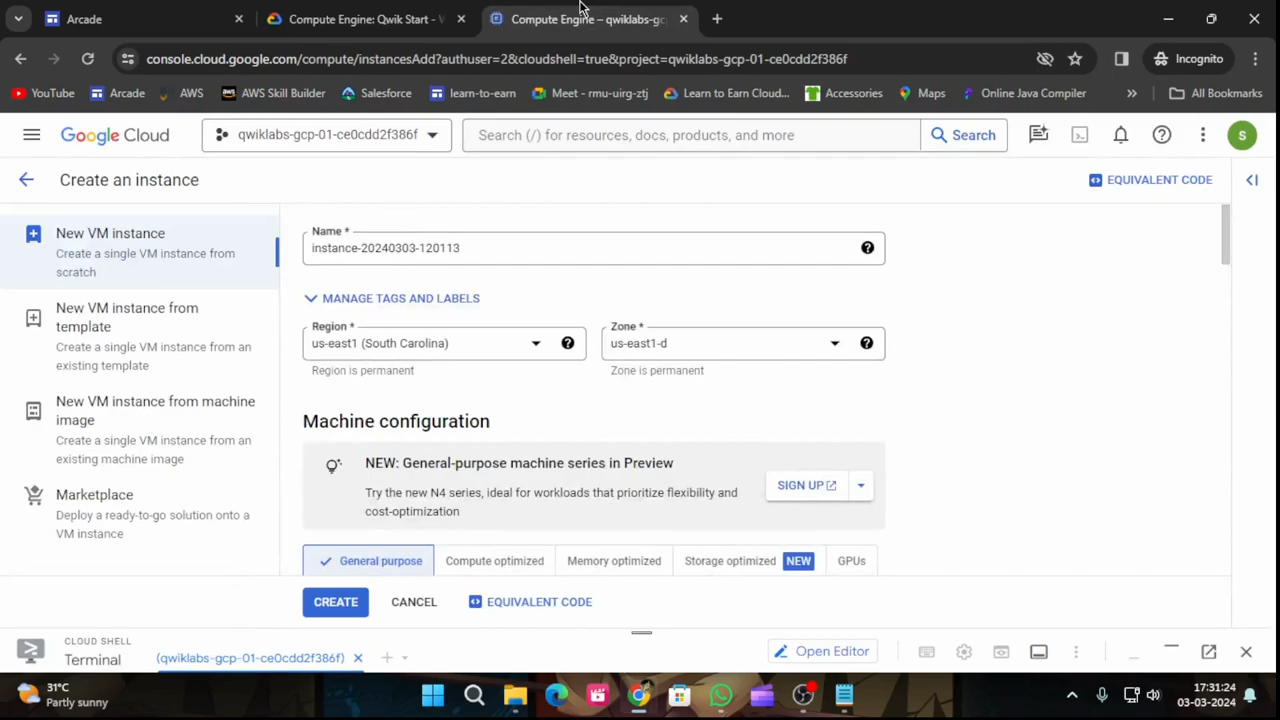 Arcade
Compute Engine: Qwik Start -
Compute Engine – qwiklabs-gc
console.cloud.google.com/compute/instancesAdd?authuser=2&cloudshell=true&project=qwiklabs-gcp-01-ce0cdd2f386f
Incognito
YouTube
Arcade
AWS
AWS Skill Builder
Salesforce
learn-to-earn
Meet - rmu-uirg-ztj
Learn to Earn Cloud...
Accessories
Maps
Online Java Compiler
»
All Bookmarks
Google Cloud
qwiklabs-gcp-01-ce0cdd2f386f
Search (/) for resources, docs, products, and more
Search
S
Create an instance
EQUIVALENT CODE
New VM instance
Create a single VM instance from
scratch
New VM instance from
template
Create a single VM instance from an
existing template
New VM instance from machine
image
Create a single VM instance from an
existing machine image
Marketplace
Deploy a ready-to-go solution onto a
VM instance
Name *
instance-20240303-120113
MANAGE TAGS AND LABELS
Region *
us-east1 (South Carolina)
Region is permanent
Zone *
us-east1-d
Zone is permanent
Machine configuration
NEW: General-purpose machine series in Preview
Try the new N4 series, ideal for workloads that prioritize flexibility and
cost-optimization
SIGN UP
General purpose
Compute optimized
Memory optimized
Storage optimized NEW
GPUs
CREATE
CANCEL
EQUIVALENT CODE
CLOUD SHELL
Terminal
(qwiklabs-gcp-01-ce0cdd2f386f)
Open Editor
31°C
Partly sunny
17:31:24
03-03-2024